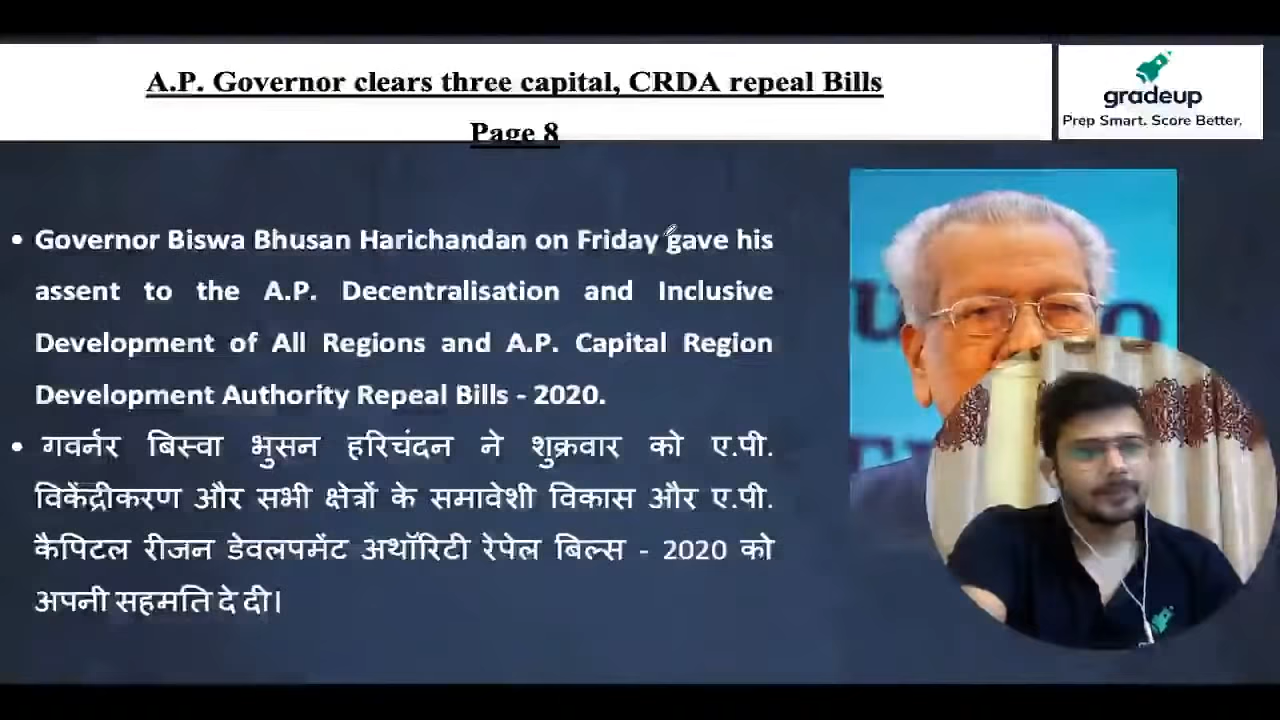 A.P. Governor clears three capital, CRDA repeal Bills
Page 8
gradeup
Prep Smart. Score Better.
• Governor Biswa Bhusan Harichandan on Friday gave his
assent to the A.P. Decentralisation and Inclusive
Development of All Regions and A.P. Capital Region
Development Authority Repeal Bills - 2020.
• गवर्नर बिस्वा भुसन हरिचंदन ने शुक्रवार को ए.पी.
विकेंद्रीकरण और सभी क्षेत्रों के समावेशी विकास और ए.पी.
कैपिटल रीजन डेवलपमेंट अथॉरिटी रेपेल बिल्स - 2020 को
अपनी सहमति दे दी।